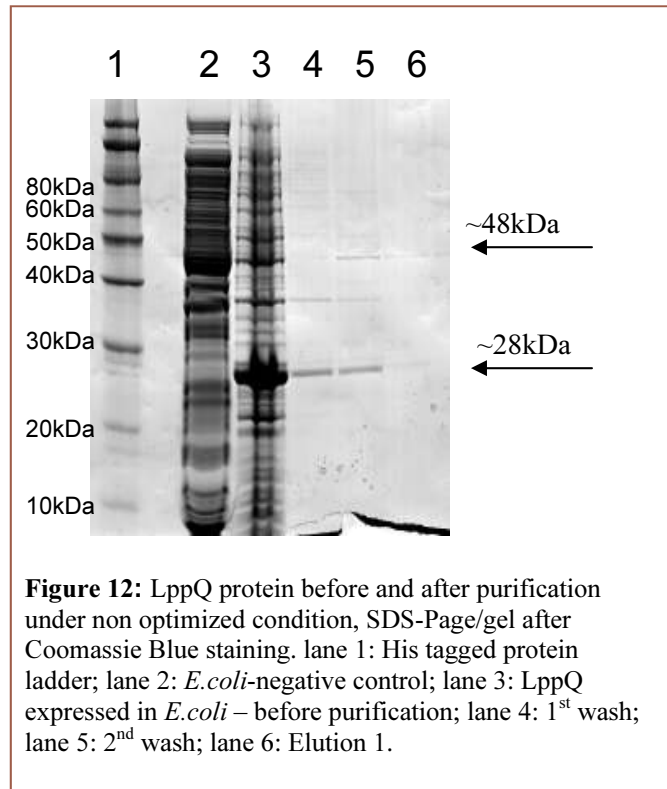 1 2 3 4 5 6
80kDa
60kDa
50kDa
40kDa
30kDa
20kDa
10kDa
~48kDa
~28kDa
Figure 12: LppQ protein before and after purification
under non optimized condition, SDS-Page/gel after
Coomassie Blue staining. lane 1: His tagged protein
ladder; lane 2: E.coli-negative control; lane 3: LppQ
expressed in E.coli – before purification; lane 4: 1st wash;
lane 5: 2nd wash; lane 6: Elution 1.